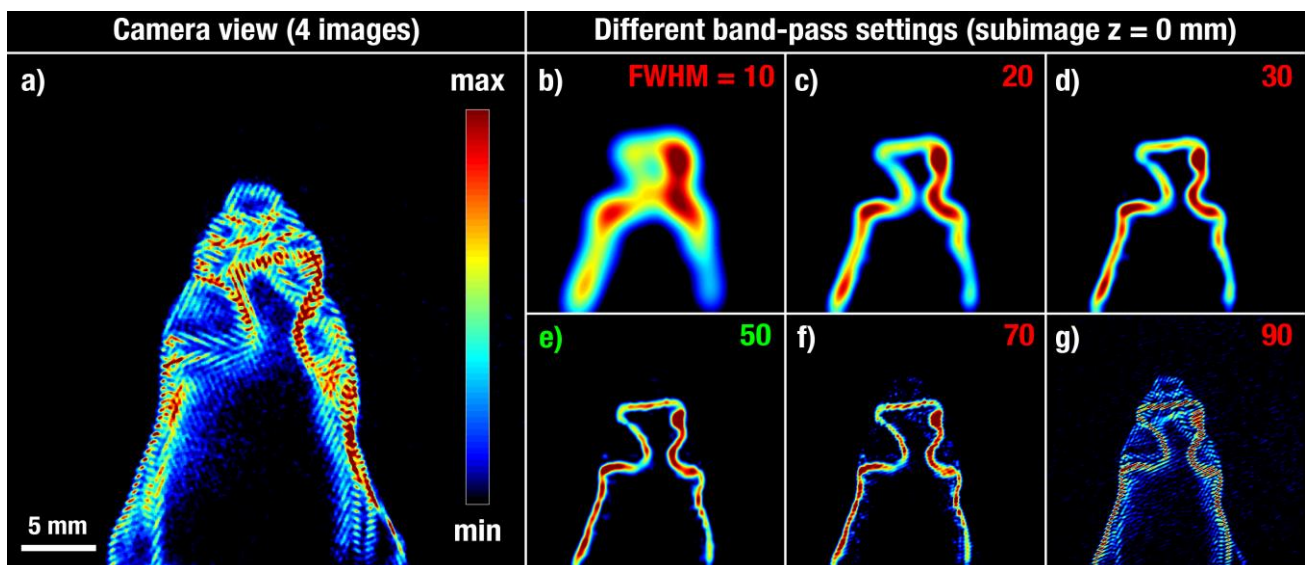 Camera view (4 images)
Different band-pass settings (subimage z = 0 mm)
a)
max
min
5 mm
b)
FWHM = 10
c)
20
d)
30
e)
50
f)
70
g)
90